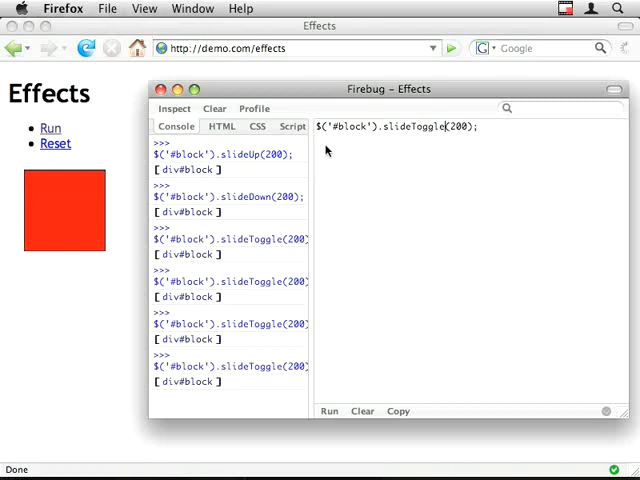 Firefox File View Window Help
Effects
http://demo.com/effects
Google
Effects
Run
Reset
Firebug – Effects
Inspect Clear Profile
Console HTML CSS Script
$('#block').slideToggle(200);
>>>
$('#block').slideUp(200);
[ div#block ]
>>>
$('#block').slideDown(200);
[ div#block ]
>>>
$('#block').slideToggle(200)
[ div#block ]
>>>
$('#block').slideToggle(200)
[ div#block ]
>>>
$('#block').slideToggle(200)
[ div#block ]
>>>
$('#block').slideToggle(200)
[ div#block ]
Run Clear Copy
Done